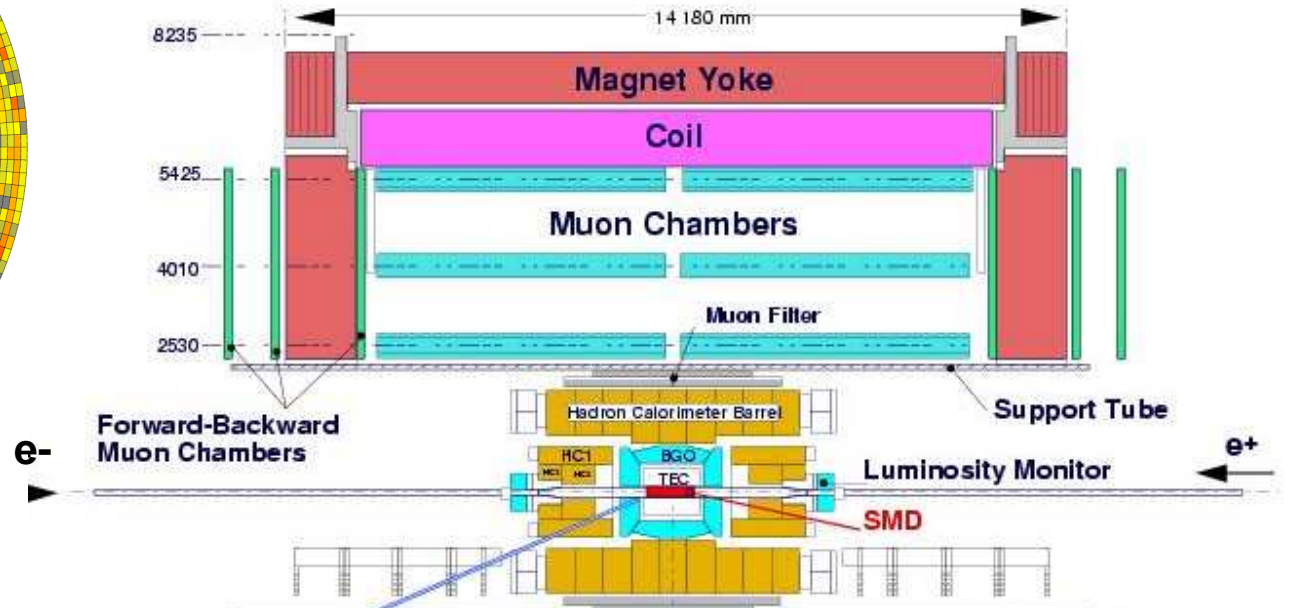 14 180 mm
8235
Magnet Yoke
Coil
5425
Muon Chambers
4010
Muon Filter
2530
Hadron Calorimeter Barrel
Support Tube
Forward-Backward
Muon Chambers
e-
e+
HC1
BGO
Luminosity Monitor
TEC
SMD